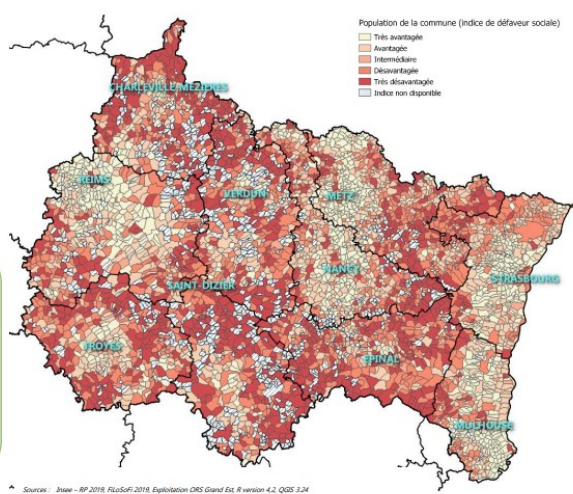 Population de la commune (indice de défaveur sociale)
Très avantagée
Avantagée
Intermédiaire
Désavantagée
Très désavantagée
Indice non disponible
CHARLEVILLE-MÉZIÈRES
REIMS
VERDUN
METZ
NANCY
STRASBOURG
SAINT-DIZIER
TROYES
EPINAL
MULHOUSE
Sources : Insee – RP 2019, FiLoSoFi 2019, Exploitation ORS Grand Est, R version 4.2, QGIS 3.24